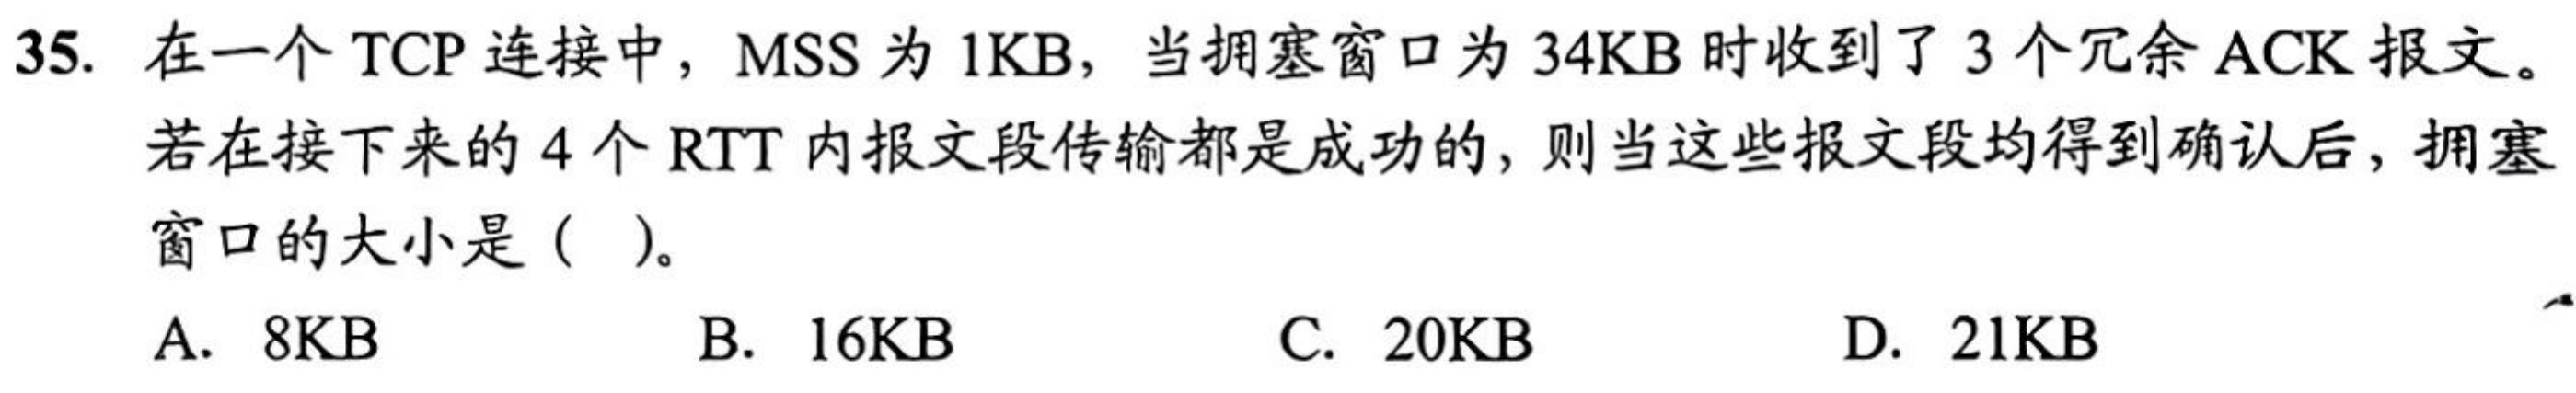 35. 在一个 TCP 连接中，MSS 为 1KB，当拥塞窗口为 34KB 时收到了 3 个冗余 ACK 报文。
若在接下来的 4 个 RTT 内报文段传输都是成功的，则当这些报文段均得到确认后，拥塞
窗口的大小是（ ）。
A. 8KB B. 16KB C. 20KB D. 21KB